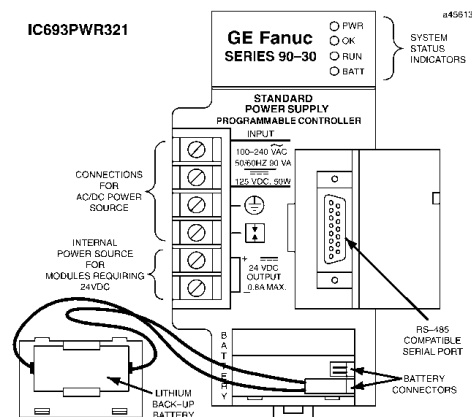 a45613
IC693PWR321
GE Fanuc
SERIES 90–30
PWR
OK
RUN
BATT
SYSTEM
STATUS
INDICATORS
STANDARD
POWER SUPPLY
PROGRAMMABLE CONTROLLER
INPUT
100-240 VAC
50/60HZ 90 VA
125 VDC, 50W
CONNECTIONS
FOR
AC/DC POWER
SOURCE
INTERNAL
POWER SOURCE
FOR
MODULES REQUIRING
24VDC
+
24 VDC
OUTPUT
0.8A MAX.
–
RS–485
COMPATIBLE
SERIAL PORT
BATTERY
BATTERY
CONNECTORS
LITHIUM
BACK–UP
BATTERY